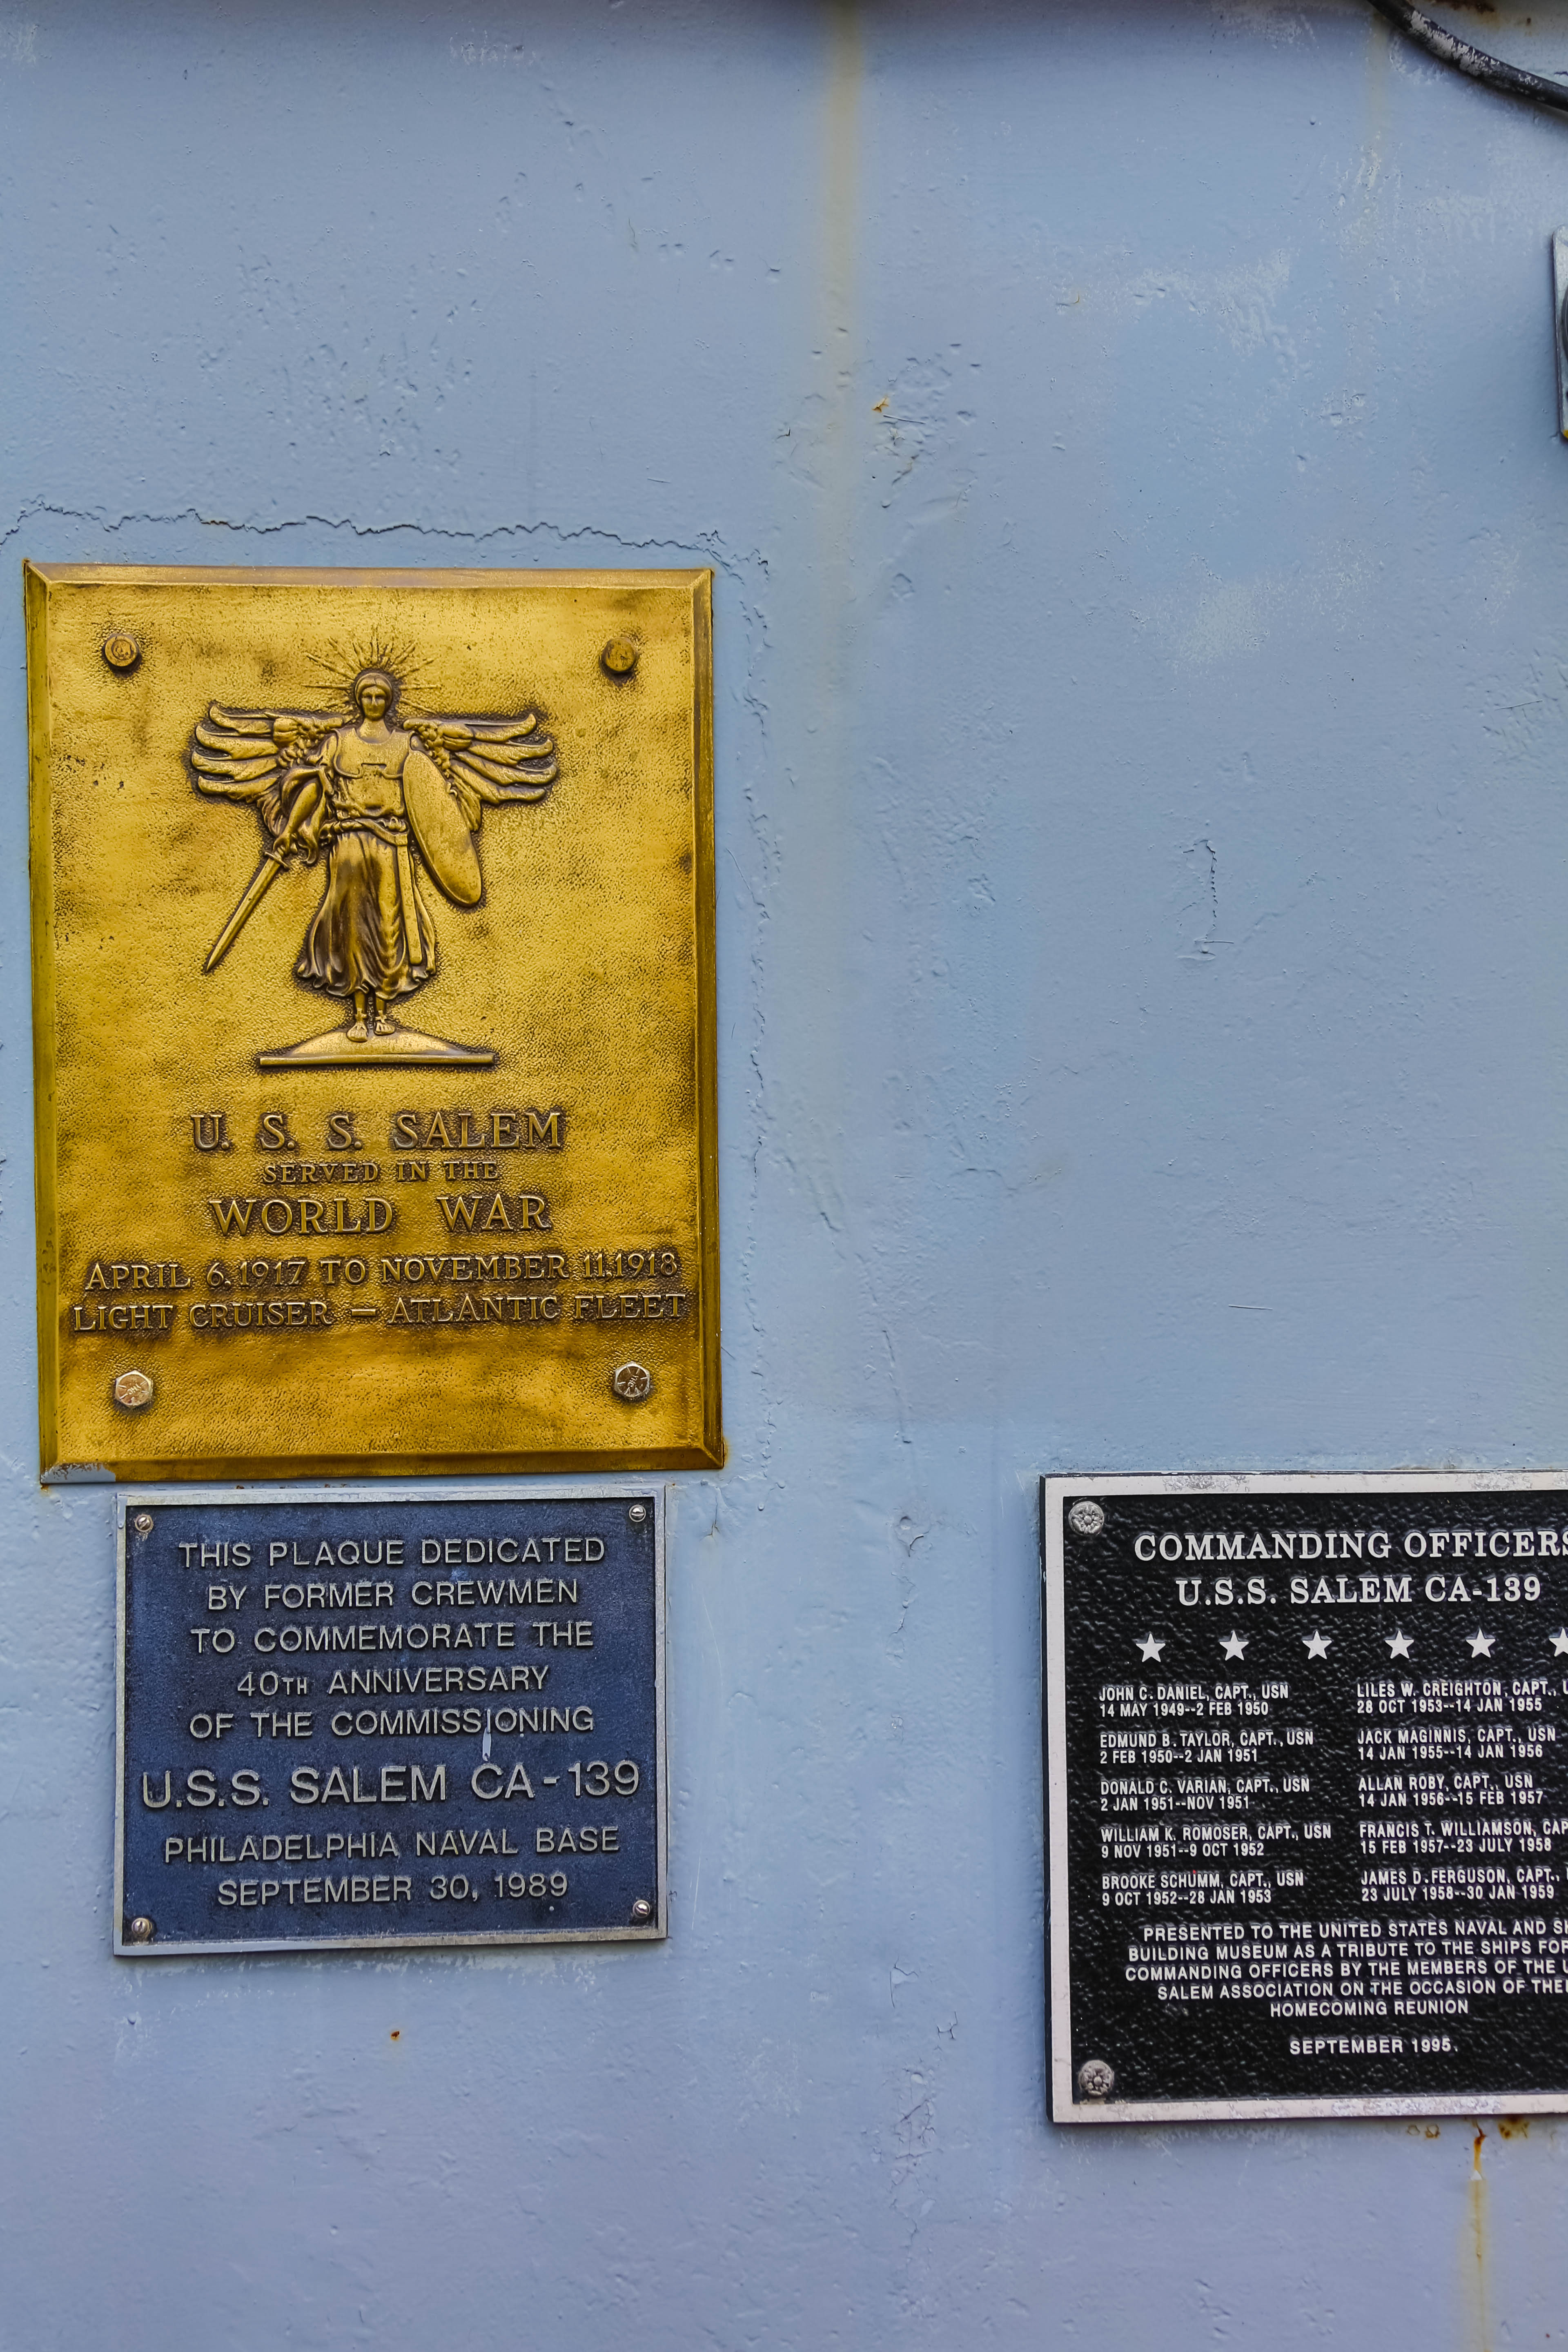 U. S. S. SALEM
SERVED IN THE
WORLD WAR
APRIL 6, 1917 TO NOVEMBER 11, 1918
LIGHT CRUISER – ATLANTIC FLEET
THIS PLAQUE DEDICATED
BY FORMER CREWMEN
TO COMMEMORATE THE
40TH ANNIVERSARY
OF THE COMMISSIONING
U.S.S. SALEM CA-139
PHILADELPHIA NAVAL BASE
SEPTEMBER 30, 1989
COMMANDING OFFICERS
U.S.S. SALEM CA-139
JOHN C. DANIEL, CAPT., USN
14 MAY 1949--2 FEB 1950
EDMUND B. TAYLOR, CAPT., USN
2 FEB 1950--2 JAN 1951
DONALD C. VARIAN, CAPT., USN
2 JAN 1951--NOV 1951
WILLIAM K. ROMOSER, CAPT., USN
9 NOV 1951--9 OCT 1952
BROOKE SCHUMM, CAPT., USN
9 OCT 1952--28 JAN 1953
LILES W. CREIGHTON, CAPT.,
28 OCT 1953--14 JAN 1955
JACK MAGINNIS, CAPT., USN
14 JAN 1955--14 JAN 1956
ALLAN ROBY, CAPT., USN
14 JAN 1956--15 FEB 1957
FRANCIS T. WILLIAMSON,
15 FEB 1957--23 JULY 1958
JAMES D. FERGUSON, CAPT.,
23 JULY 1958--30 JAN 1959
PRESENTED TO THE UNITED STATES NAVAL AND
BUILDING MUSEUM AS A TRIBUTE TO THE SHIPS
COMMANDING OFFICERS BY THE MEMBERS OF THE
SALEM ASSOCIATION ON THE OCCASION OF
HOMECOMING REUNION
SEPTEMBER 1995.